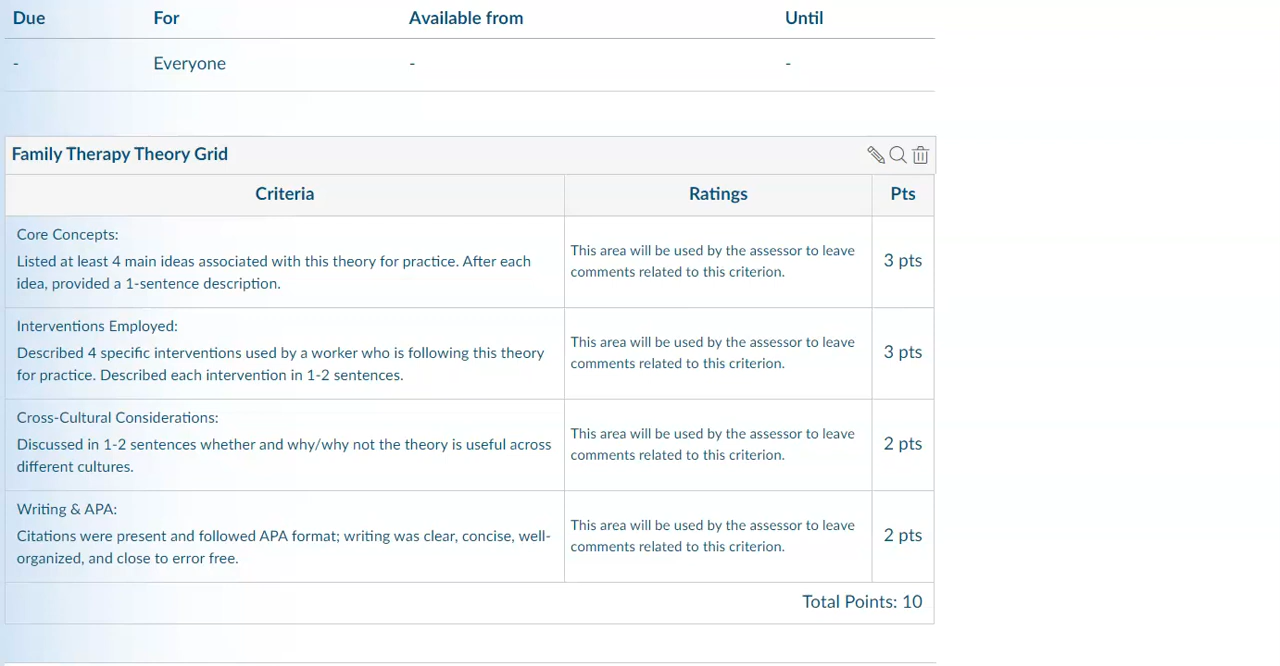 Due For Available from Until
- Everyone - -
Family Therapy Theory Grid
Criteria Ratings Pts
Core Concepts:
Listed at least 4 main ideas associated with this theory for practice. After each
idea, provided a 1-sentence description.
This area will be used by the assessor to leave
comments related to this criterion.
3 pts
Interventions Employed:
Described 4 specific interventions used by a worker who is following this theory
for practice. Described each intervention in 1-2 sentences.
This area will be used by the assessor to leave
comments related to this criterion.
3 pts
Cross-Cultural Considerations:
Discussed in 1-2 sentences whether and why/why not the theory is useful across
different cultures.
This area will be used by the assessor to leave
comments related to this criterion.
2 pts
Writing & APA:
Citations were present and followed APA format; writing was clear, concise, well-
organized, and close to error free.
This area will be used by the assessor to leave
comments related to this criterion.
2 pts
Total Points: 10